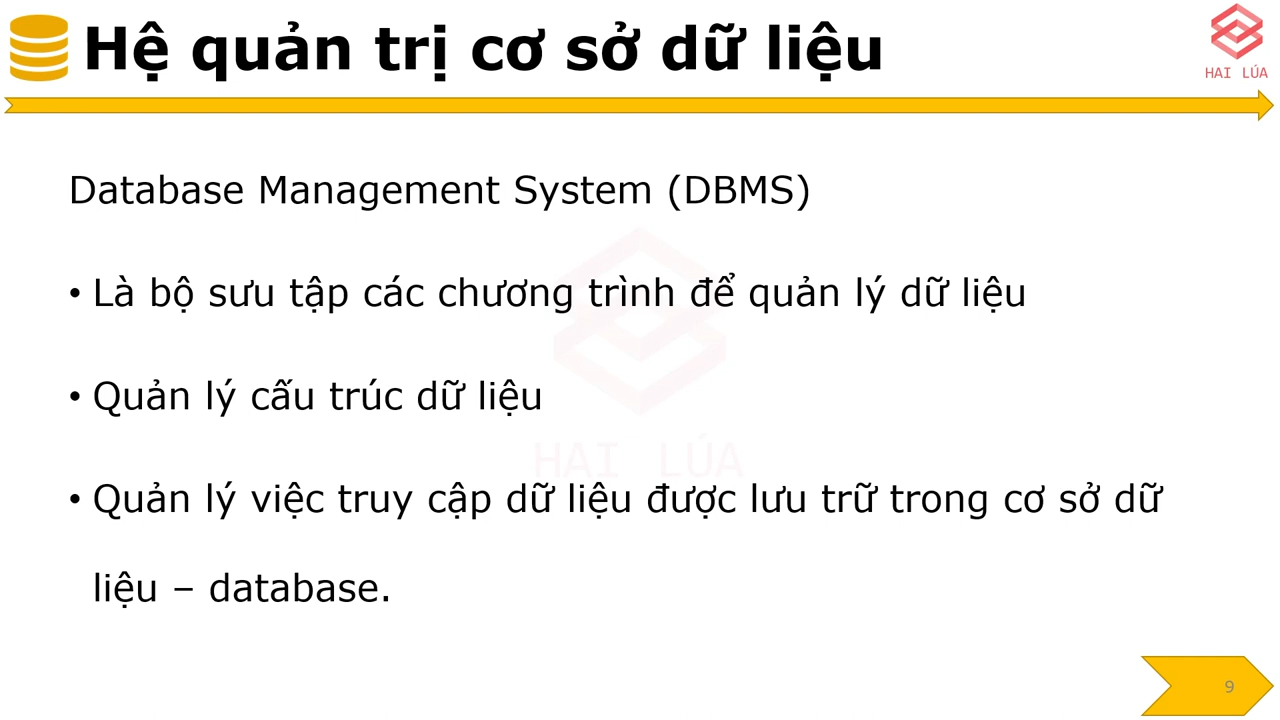 Hệ quản trị cơ sở dữ liệu
HAI LÚA
Database Management System (DBMS)
• Là bộ sưu tập các chương trình để quản lý dữ liệu
• Quản lý cấu trúc dữ liệu
HAI LÚA
• Quản lý việc truy cập dữ liệu được lưu trữ trong cơ sở dữ
liệu – database.
9